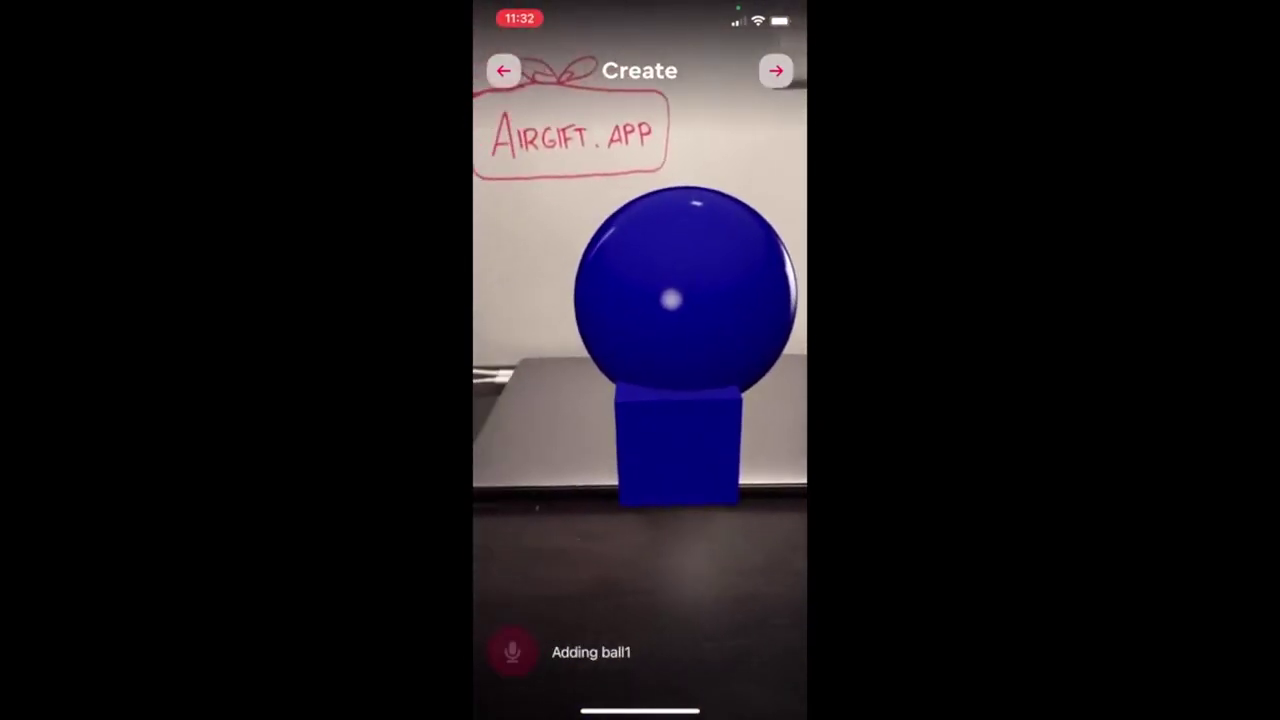 11:32
Create
AIRGIFT. APP
Adding ball1